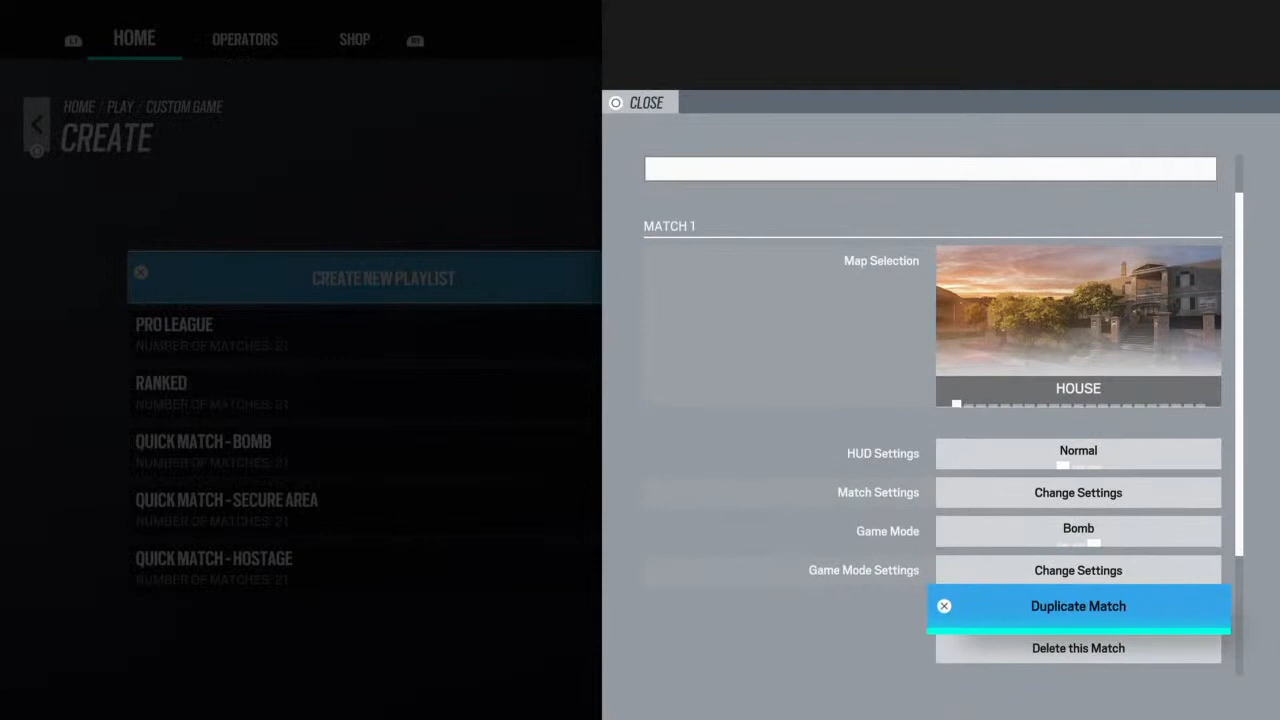 L1
HOME
OPERATORS
SHOP
R1
HOME / PLAY / CUSTOM GAME
CREATE
CREATE NEW PLAYLIST
PRO LEAGUE
NUMBER OF MATCHES: 21
RANKED
NUMBER OF MATCHES: 21
QUICK MATCH - BOMB
NUMBER OF MATCHES: 21
QUICK MATCH - SECURE AREA
NUMBER OF MATCHES: 21
QUICK MATCH - HOSTAGE
NUMBER OF MATCHES: 21
CLOSE
MATCH 1
Map Selection
HOUSE
HUD Settings
Normal
Match Settings
Change Settings
Game Mode
Bomb
Game Mode Settings
Change Settings
Duplicate Match
Delete this Match